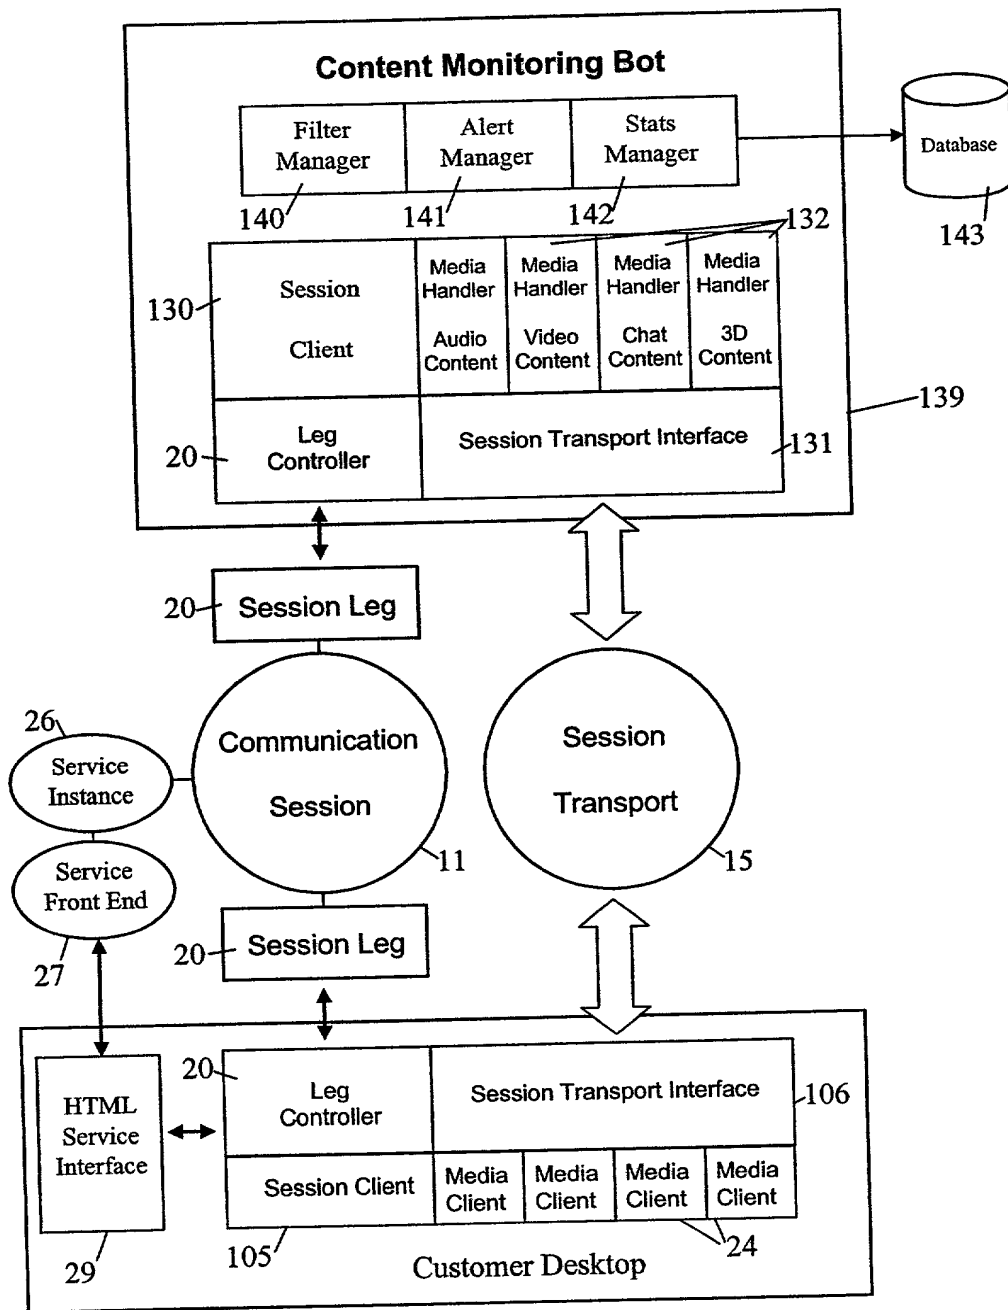 Content Monitoring Bot
Filter
Manager
Alert
Manager
Stats
Manager
Database
140
141
142
132
143
130
Session
Client
Media
Handler
Audio
Content
Media
Handler
Video
Content
Media
Handler
Chat
Content
Media
Handler
3D
Content
139
20
Leg
Controller
Session Transport Interface
131
20
Session Leg
26
Service
Instance
Communication
Session
Session
Transport
11
15
Service
Front End
27
20
Session Leg
20
Leg
Controller
Session Transport Interface
106
HTML
Service
Interface
Session Client
Media
Client
Media
Client
Media
Client
Media
Client
29
105
24
Customer Desktop